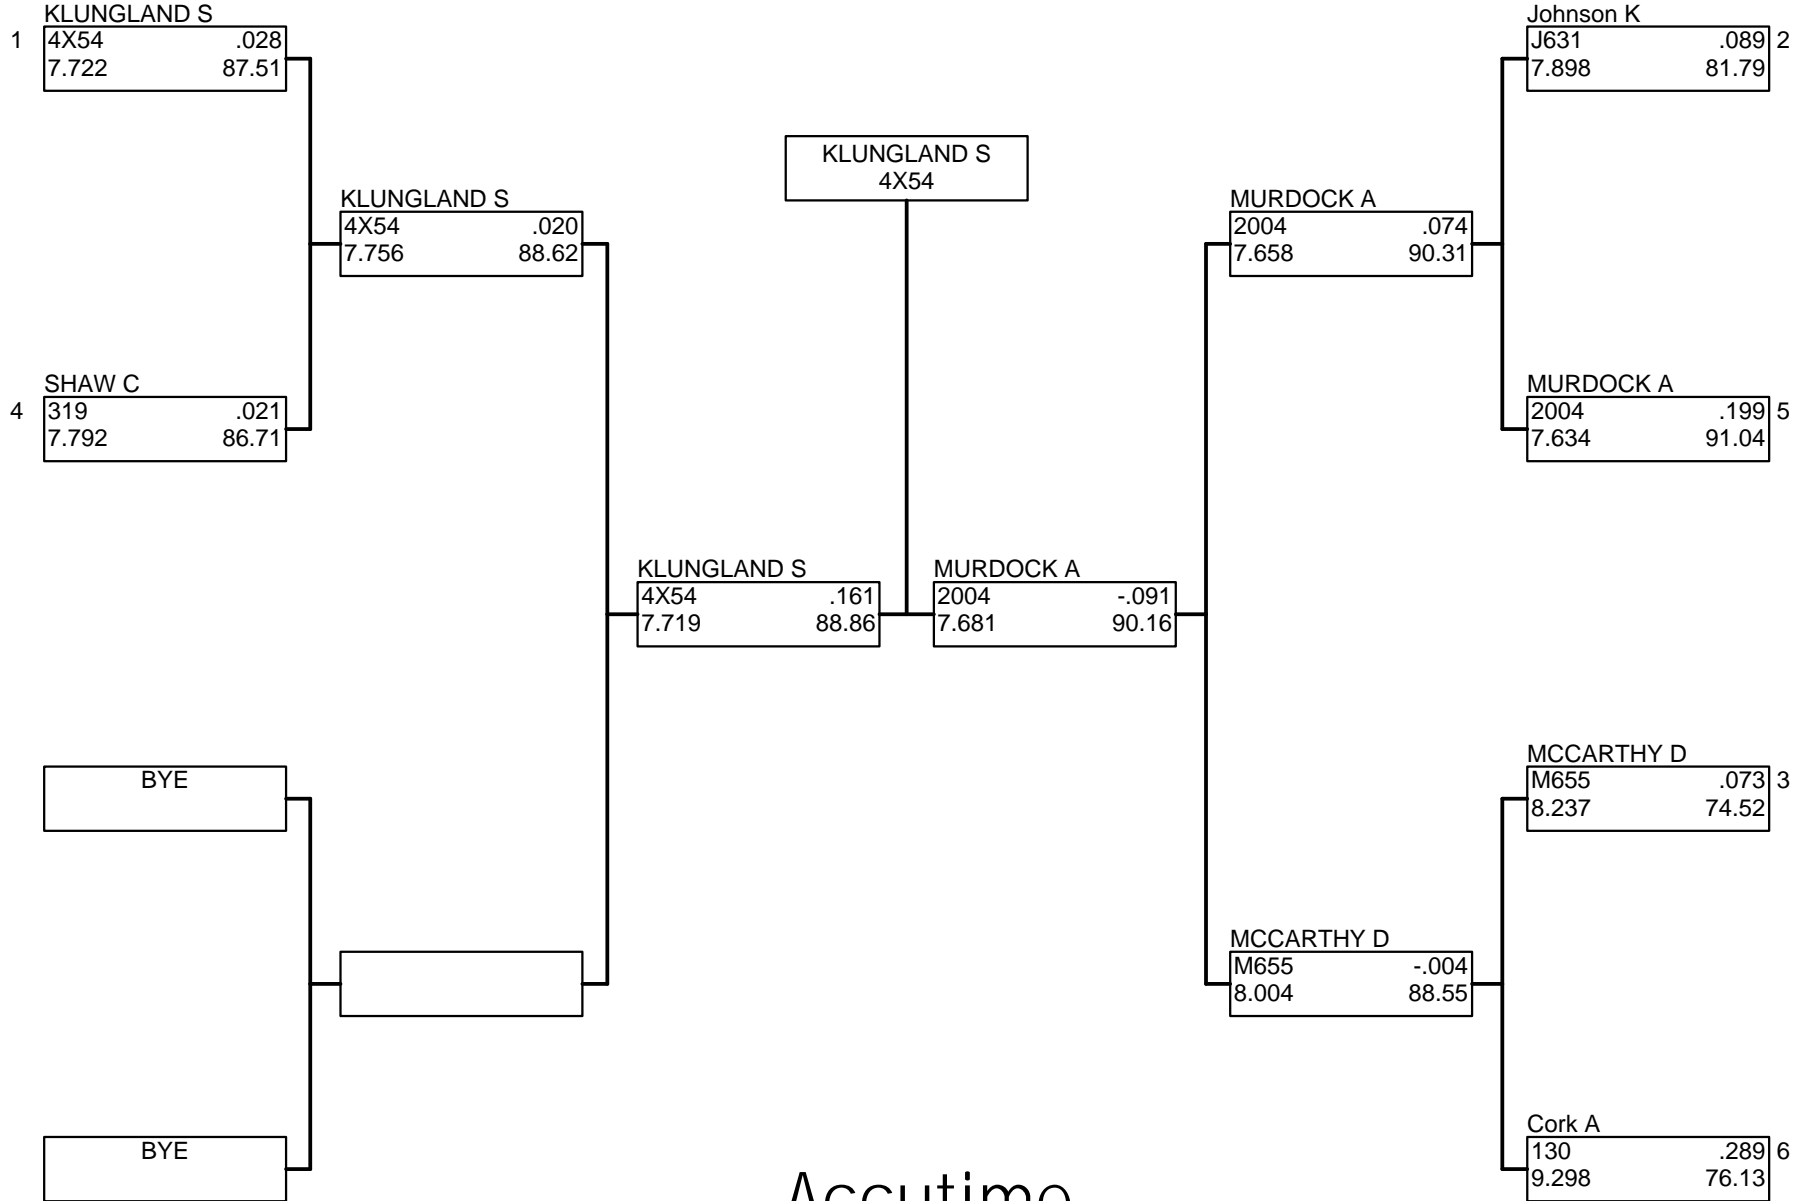 KLUNGLAND S
1 4X54 .028
7.722 87.51
SHAW C
4 319 .021
7.792 86.71
BYE
BYE
KLUNGLAND S
4X54 .020
7.756 88.62
KLUNGLAND S
4X54 .161
7.719 88.86
KLUNGLAND S
4X54
MURDOCK A
2004 -.091
7.681 90.16
MURDOCK A
2004 .074
7.658 90.31
MCCARTHY D
M655 -.004
8.004 88.55
Johnson K
J631 .089 2
7.898 81.79
MURDOCK A
2004 .199 5
7.634 91.04
MCCARTHY D
M655 .073 3
8.237 74.52
Cork A
130 .289 6
9.298 76.13
Accutime